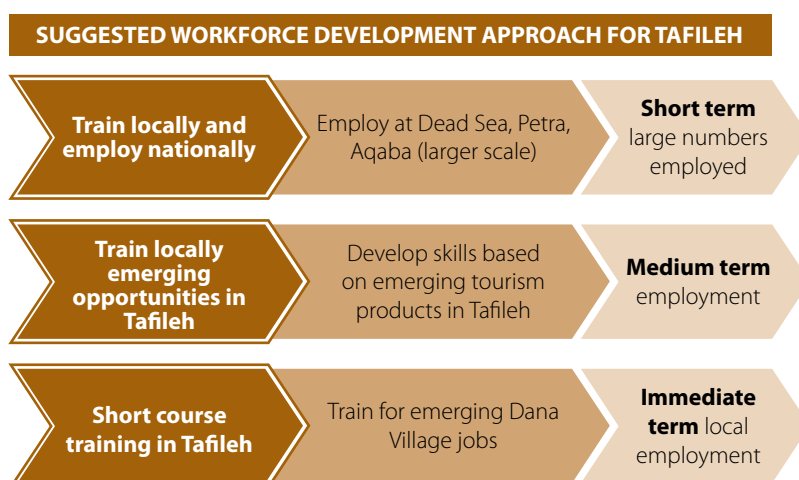 SUGGESTED WORKFORCE DEVELOPMENT APPROACH FOR TAFILEH
Train locally and
employ nationally
Employ at Dead Sea, Petra,
Aqaba (larger scale)
Short term
large numbers
employed
Train locally
emerging
opportunities in
Tafileh
Develop skills based
on emerging tourism
products in Tafileh
Medium term
employment
Short course
training in Tafileh
Train for emerging Dana
Village jobs
Immediate
term local
employment